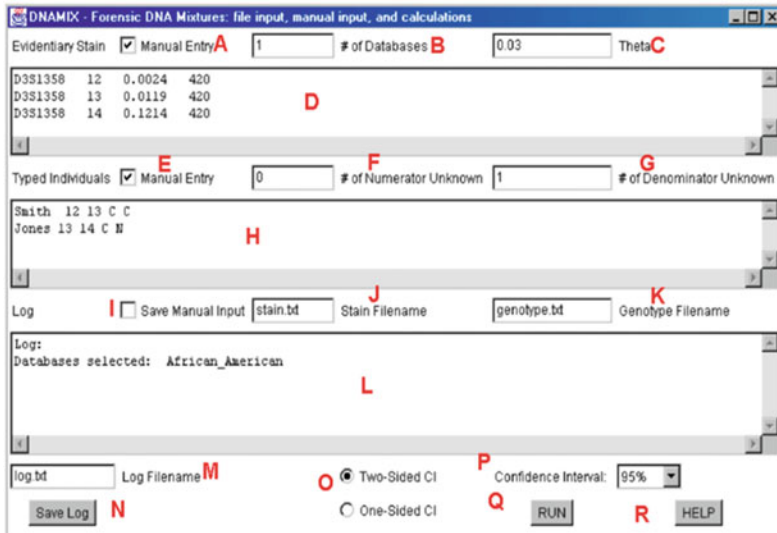 DNAMIX - Forensic DNA Mixtures: file input, manual input, and calculations
Evidentiary Stain Manual Entry A 1 # of Databases B 0.03 Theta C
D3S1358 12 0.0024 420
D3S1358 13 0.0119 420
D3S1358 14 0.1214 420
D
E F G
Typed Individuals Manual Entry 0 # of Numerator Unknown 1 # of Denominator Unknown
Smith 12 13 C C
Jones 13 14 C N
H
J K
Log I Save Manual Input stain.txt Stain Filename genotype.txt Genotype Filename
Log:
Databases selected: African_American
L
log.txt Log Filename M O Two-Sided CI P Confidence Interval: 95%
Save Log N One-Sided CI Q RUN R HELP